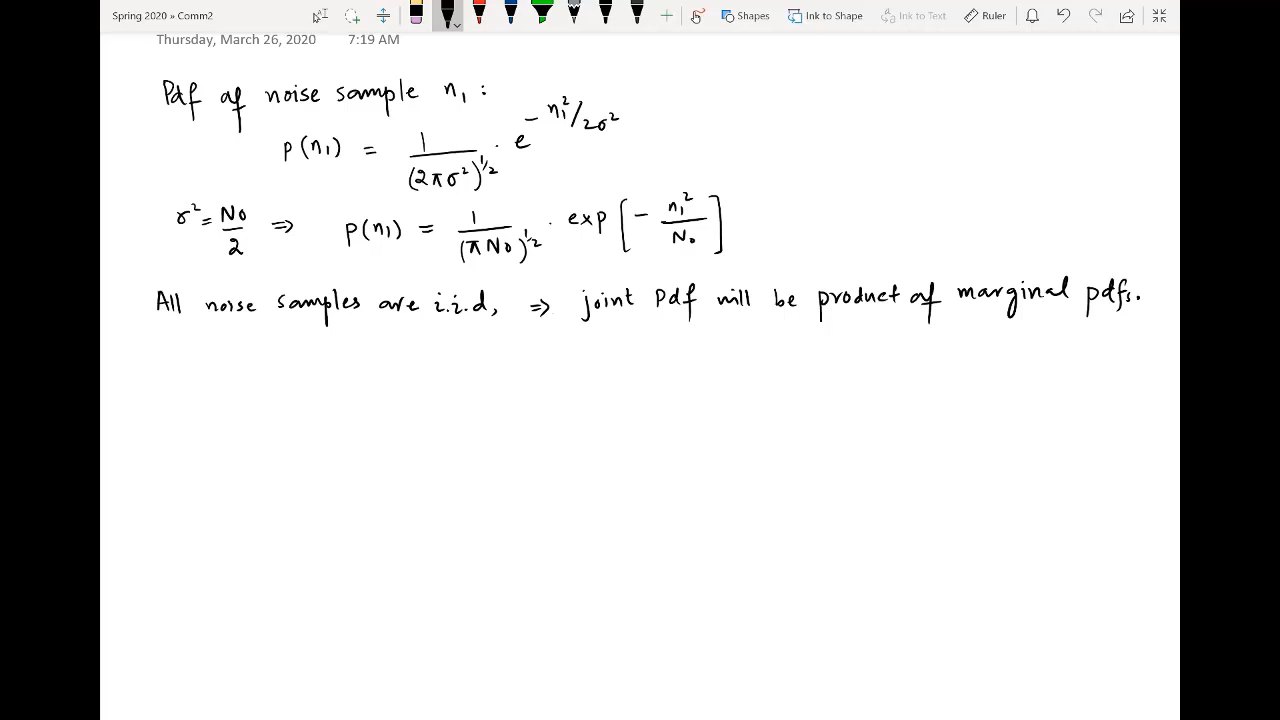 Spring 2020 » Comm2 Shapes Ink to Shape Ink to Text Ruler
Thursday, March 26, 2020 7:19 AM
Pdf of noise sample n₁ :
p(n₁) = 1/(2πσ²)^½ · e^(− n₁²/2σ²)
σ² = N₀/2 ⇒ p(n₁) = 1/(πN₀)^½ · exp[− n₁²/N₀]
All noise samples are i.i.d, ⇒ joint Pdf will be product of marginal pdfs.